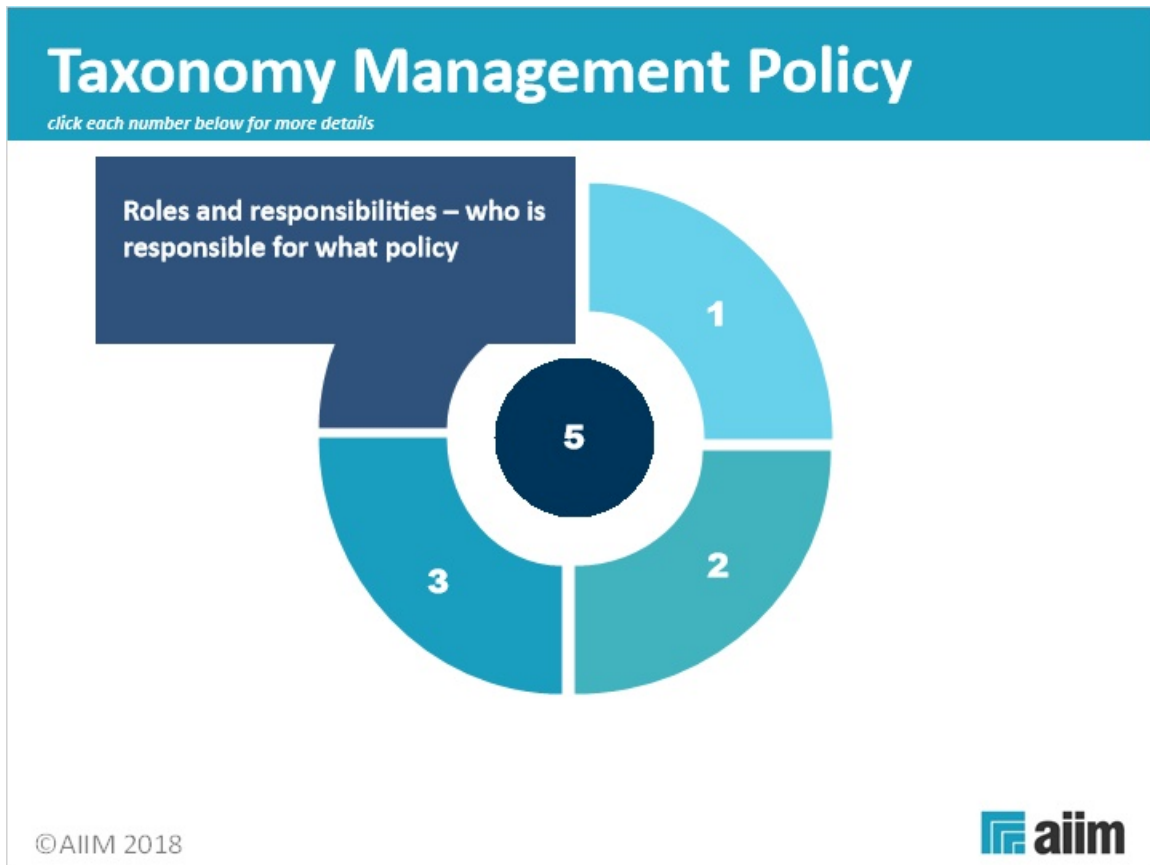 Taxonomy Management Policy
click each number below for more details
Roles and responsibilities – who is
responsible for what policy
1
5
3
2
©AIIM 2018
aiim